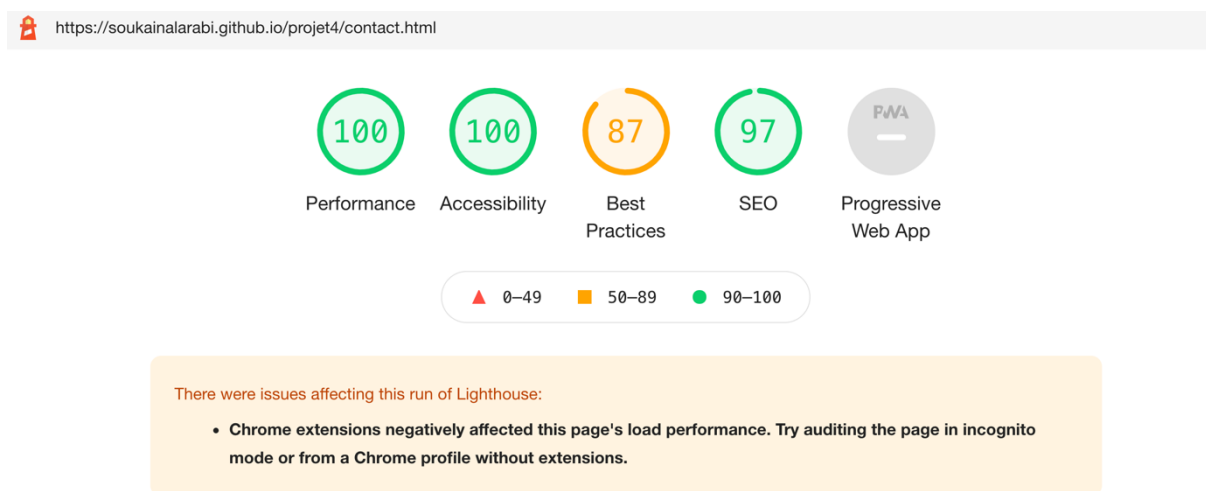 https://soukainalarabi.github.io/projet4/contact.html
100 100 87 97 PWA
Performance Accessibility Best Practices SEO Progressive Web App
0–49 50–89 90–100
There were issues affecting this run of Lighthouse:
• Chrome extensions negatively affected this page's load performance. Try auditing the page in incognito
mode or from a Chrome profile without extensions.